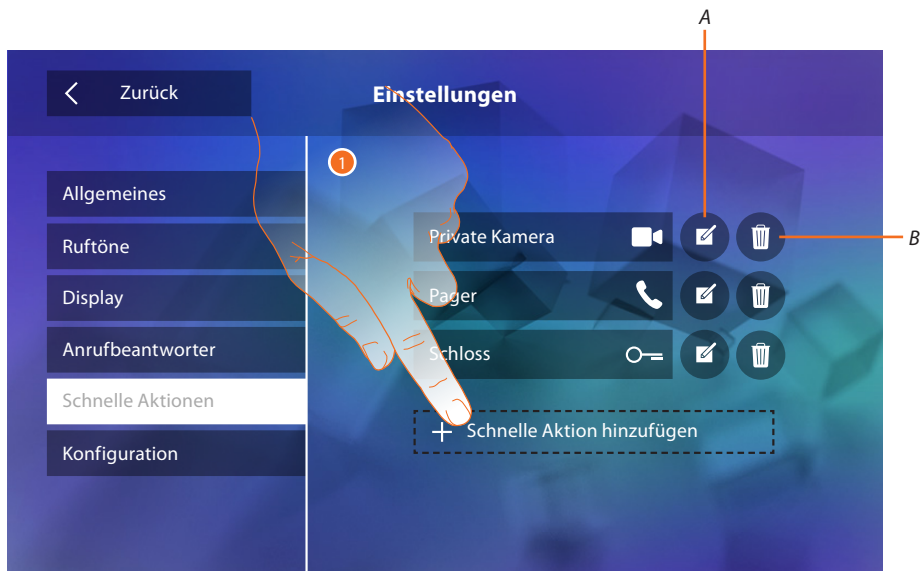 A
Zurück
Einstellungen
1
Allgemeines
Ruftöne
Display
Anrufbeantworter
Schnelle Aktionen
Konfiguration
Private Kamera
B
Pager
Schloss
+ Schnelle Aktion hinzufügen